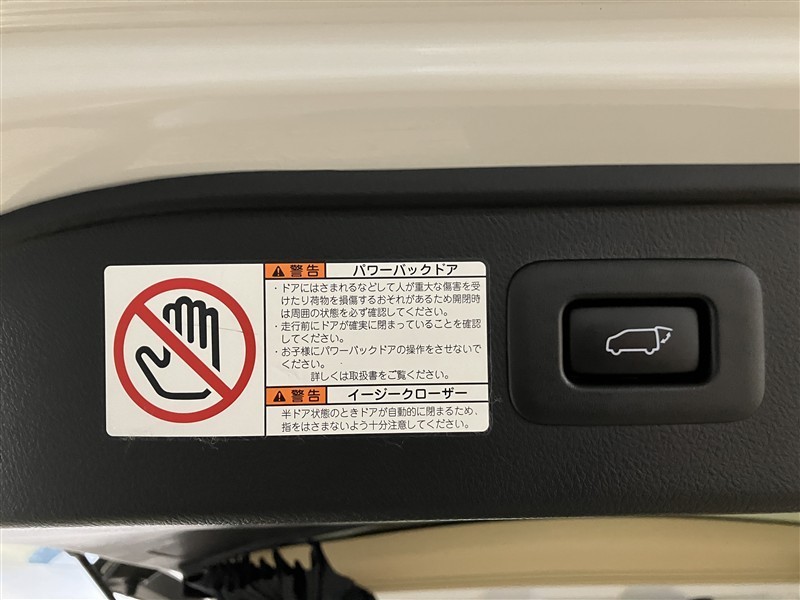 警告 パワーバックドア
・ドアにはさまれるなどして人が重大な傷害を受
けたり荷物を損傷するおそれがあるため開閉時
は周囲の状態を必ず確認してください。
・走行前にドアが確実に閉まっていることを確認
してください。
・お子様にパワーバックドアの操作をさせないで
ください。
詳しくは取扱書をご覧ください。
警告 イージークローザー
半ドア状態のときドアが自動的に閉まるため、
指をはさまないよう十分注意してください。